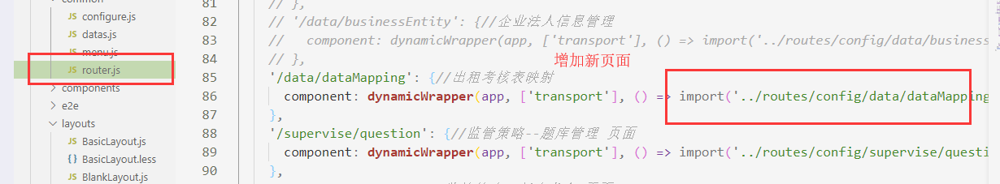 common
configure.js
datas.js
menu.js
router.js
components
e2e
layouts
BasicLayout.js
BasicLayout.less
BlankLayout.js
81 // },
82 // '/data/businessEntity': {//企业法人信息管理
83 //   component: dynamicWrapper(app, ['transport'], () => import('../routes/config/data/business
84 // },
增加新页面
85 '/data/dataMapping': {//出租考核表映射
86   component: dynamicWrapper(app, ['transport'], () => import('../routes/config/data/dataMapping
87 },
88 '/supervise/question': {//监管策略--题库管理 页面
89   component: dynamicWrapper(app, ['transport'], () => import('../routes/config/supervise/questi
90 },